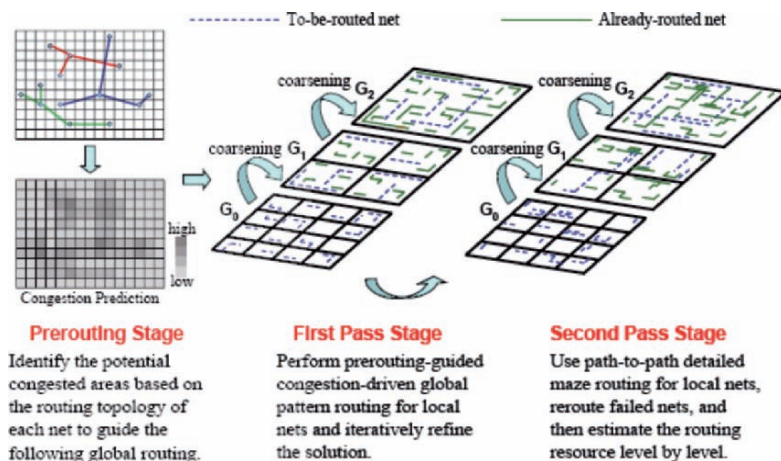 To-be-routed net
Already-routed net
coarsening
G2
coarsening
G1
G0
coarsening
G2
coarsening
G1
G0
high
low
Congestion Prediction
Prerouting Stage
Identify the potential
congested areas based on
the routing topology of
each net to guide the
following global routing.
First Pass Stage
Perform prerouting-guided
congestion-driven global
pattern routing for local
nets and iteratively refine
the solution.
Second Pass Stage
Use path-to-path detailed
maze routing for local nets,
reroute failed nets, and
then estimate the routing
resource level by level.